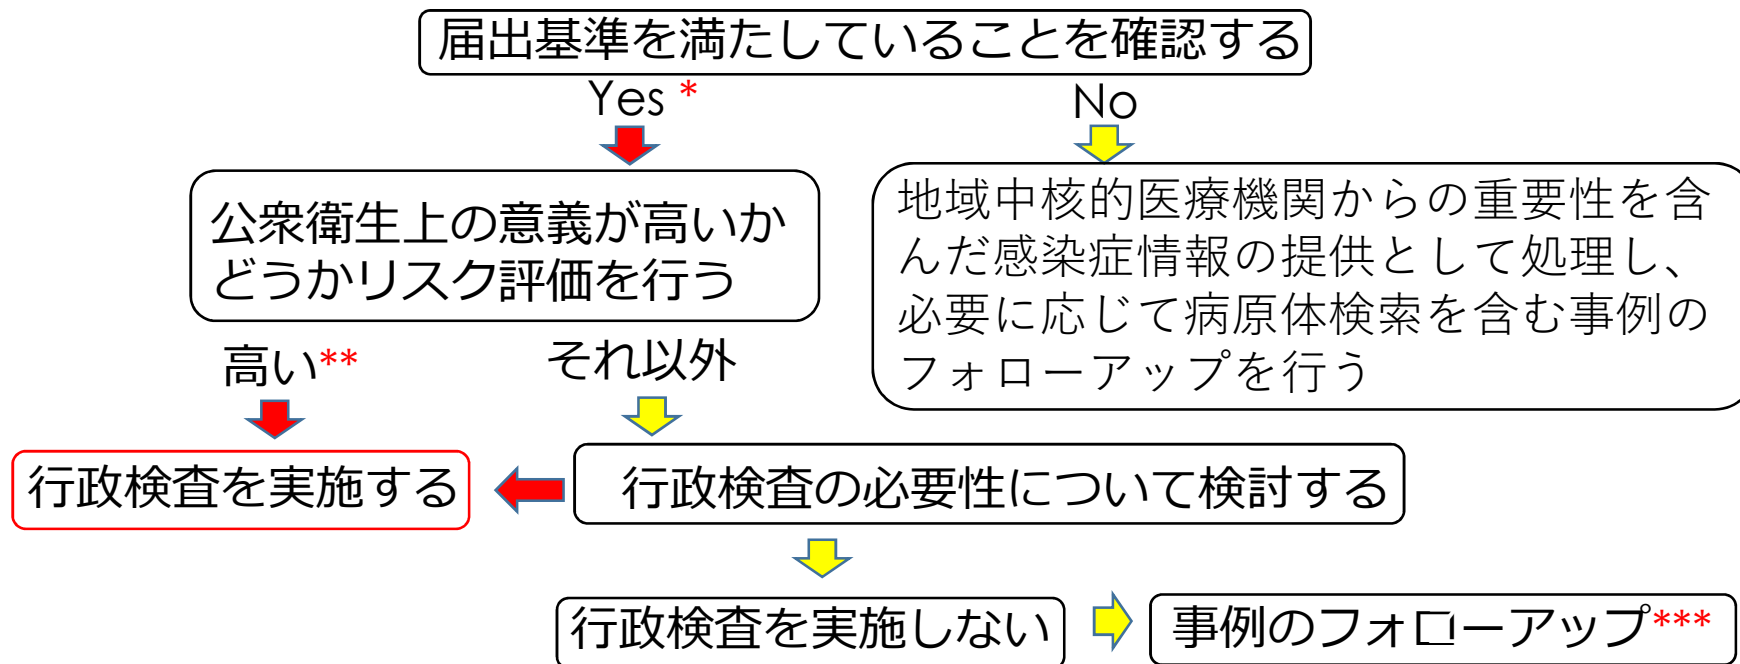 届出基準を満たしていることを確認する
Yes *
No
公衆衛生上の意義が高いか
どうかリスク評価を行う
地域中核的医療機関からの重要性を含
んだ感染症情報の提供として処理し、
必要に応じて病原体検索を含む事例の
フォローアップを行う
高い**
それ以外
行政検査を実施する
行政検査の必要性について検討する
行政検査を実施しない
事例のフォローアップ***